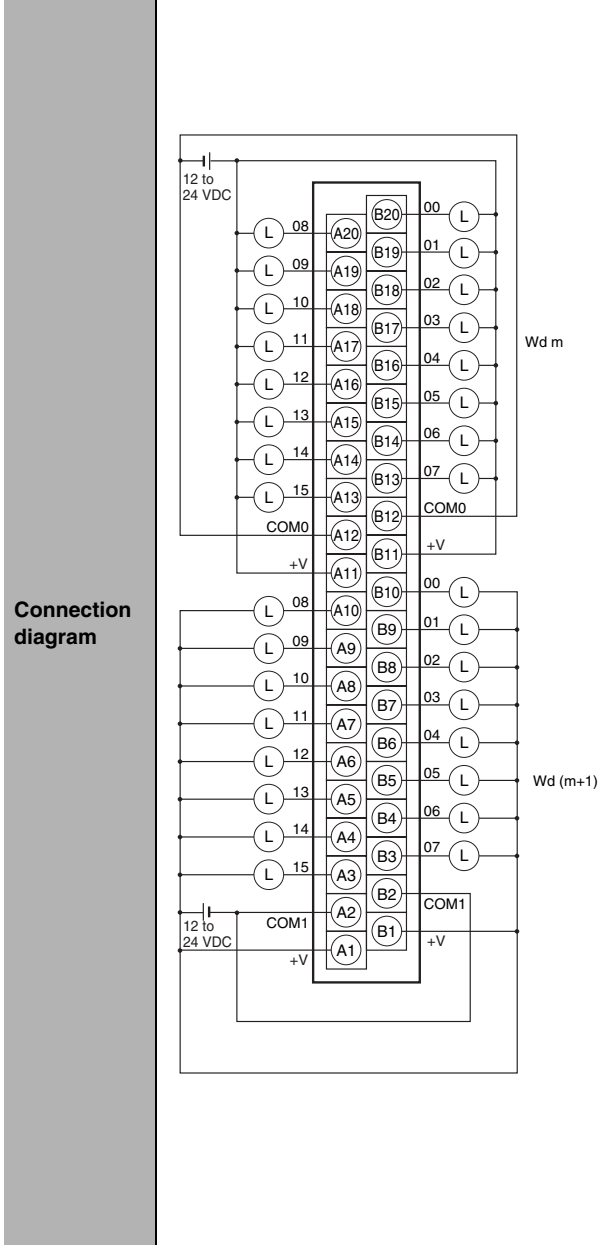 Connection
diagram
12 to
24 VDC
08 A20 B20 00 L
L 09 A19 B19 01 L
L 10 A18 B18 02 L
L 11 A17 B17 03 L
L 12 A16 B16 04 L
L 13 A15 B15 05 L
L 14 A14 B14 06 L
L 15 A13 B13 07 L
L
Wd m
COM0 A12 B12 COM0
+V A11 B11 +V
L 08 A10 B10 00 L
L 09 A9 B9 01 L
L 10 A8 B8 02 L
L 11 A7 B7 03 L
L 12 A6 B6 04 L
L 13 A5 B5 05 L
L 14 A4 B4 06 L
L 15 A3 B3 07 L
Wd (m+1)
12 to
24 VDC
COM1 A2 B2 COM1
+V A1 B1 +V